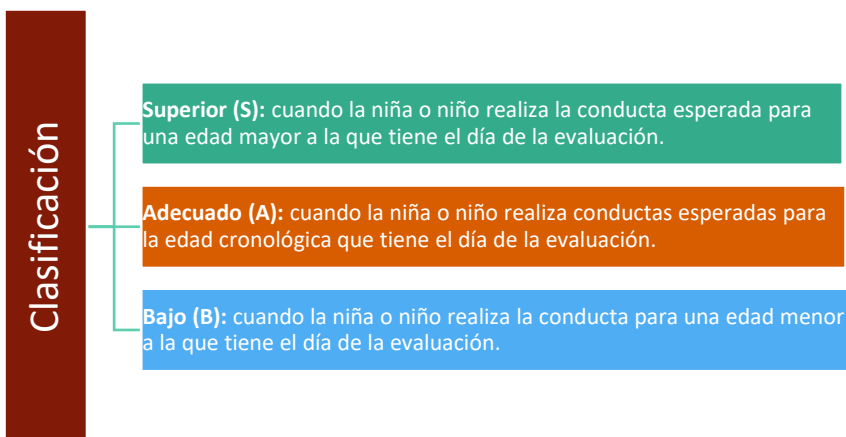 Clasificación
Superior (S): cuando la niña o niño realiza la conducta esperada para
una edad mayor a la que tiene el día de la evaluación.
Adecuado (A): cuando la niña o niño realiza conductas esperadas para
la edad cronológica que tiene el día de la evaluación.
Bajo (B): cuando la niña o niño realiza la conducta para una edad menor
a la que tiene el día de la evaluación.